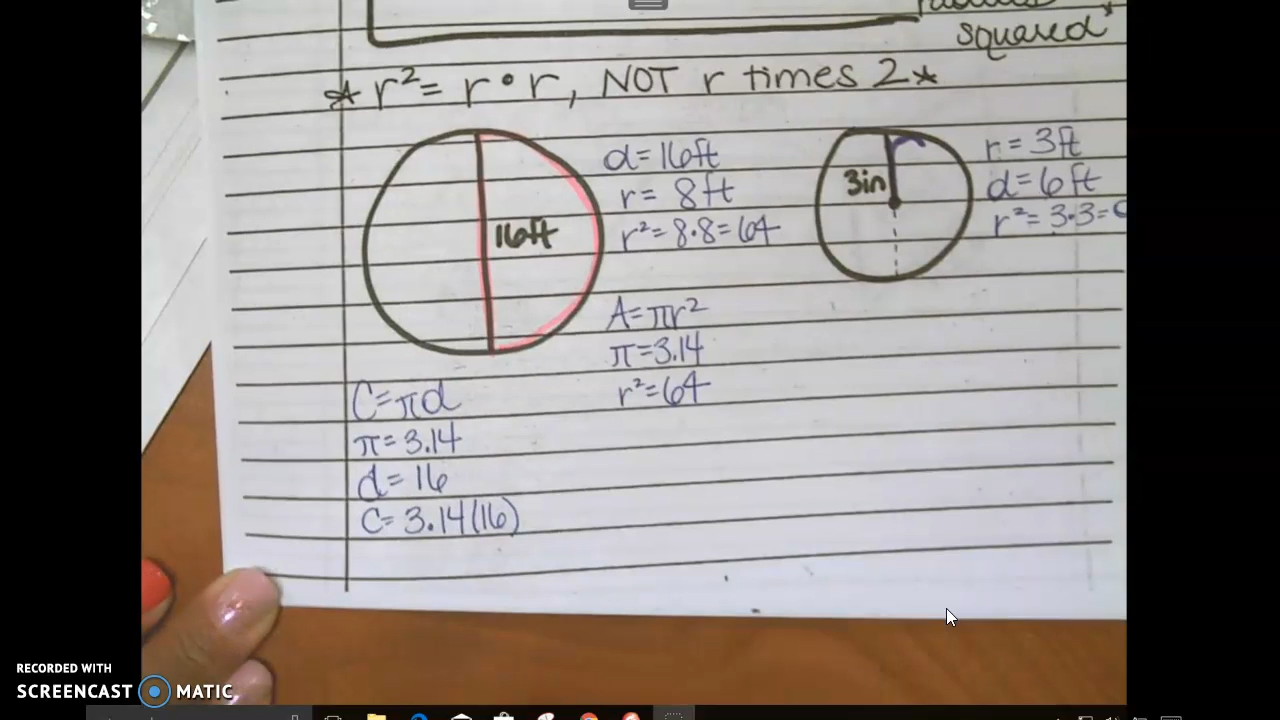 squared*
* r² = r • r, NOT r times 2 *
16ft
d = 16ft
r = 8ft
r² = 8•8 = 64
3in
r = 3ft
d = 6ft
r² = 3•3 =
A = πr²
π = 3.14
r² = 64
C = πd
π = 3.14
d = 16
C = 3.14(16)
RECORDED WITH
SCREENCAST MATIC